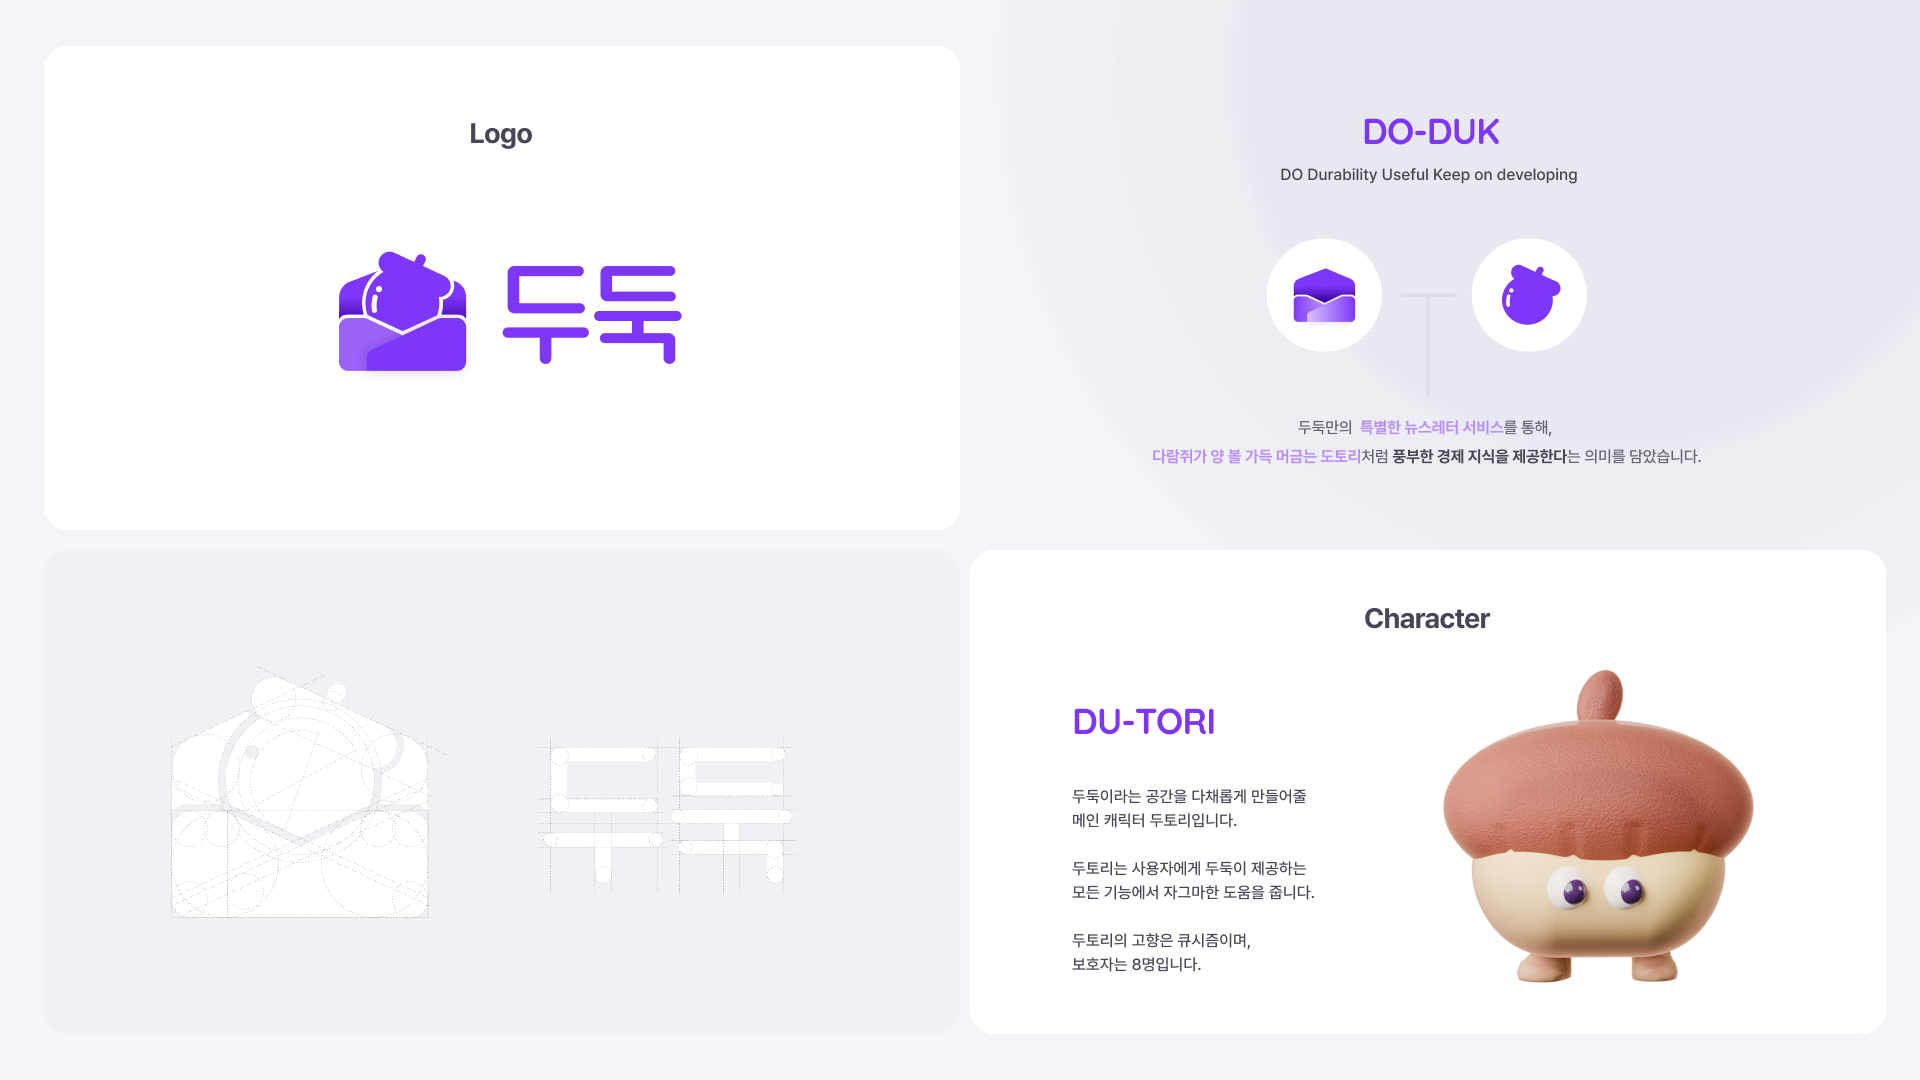 Logo
두둑
DO-DUK
DO Durability Useful Keep on developing
두둑만의 특별한 뉴스레터 서비스를 통해,
다람쥐가 양 볼 가득 머금는 도토리처럼 풍부한 경제 지식을 제공한다는 의미를 담았습니다.
두둑
Character
DU-TORI
두둑이라는 공간을 다채롭게 만들어줄
메인 캐릭터 두토리입니다.
두토리는 사용자에게 두둑이 제공하는
모든 기능에서 자그마한 도움을 줍니다.
두토리의 고향은 큐시즘이며,
보호자는 8명입니다.